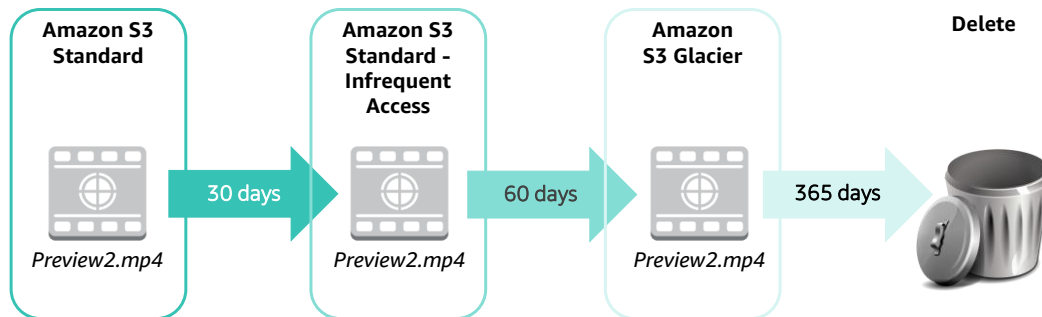 Amazon S3
Standard
Amazon S3
Standard -
Infrequent
Access
Amazon
S3 Glacier
Delete
30 days
60 days
365 days
Preview2.mp4
Preview2.mp4
Preview2.mp4